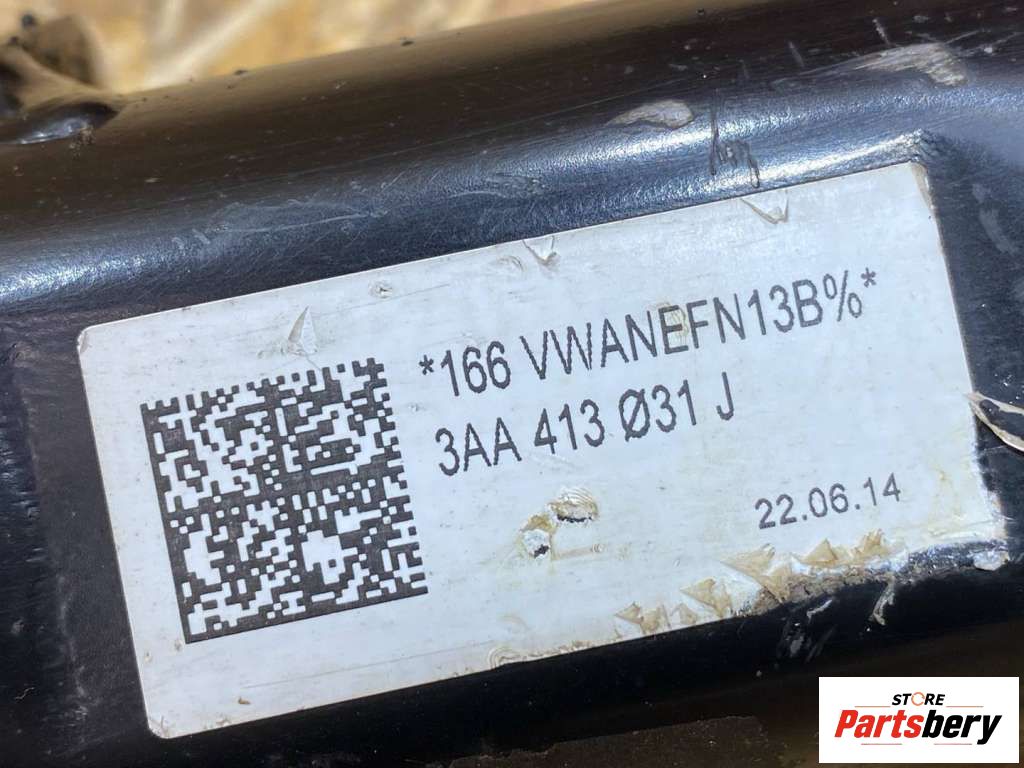 *166 VWANEFN13B%*
3AA 413 Ø31 J
22.06.14
STORE
Partsbery